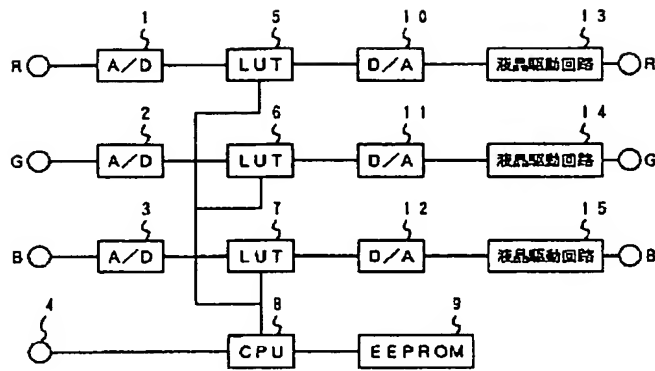 1 5 10 13
R A/D LUT D/A 液晶駆動回路 R
2 6 11 14
G A/D LUT D/A 液晶駆動回路 G
3 7 12 15
B A/D LUT D/A 液晶駆動回路 B
4 8 9
CPU EEPROM